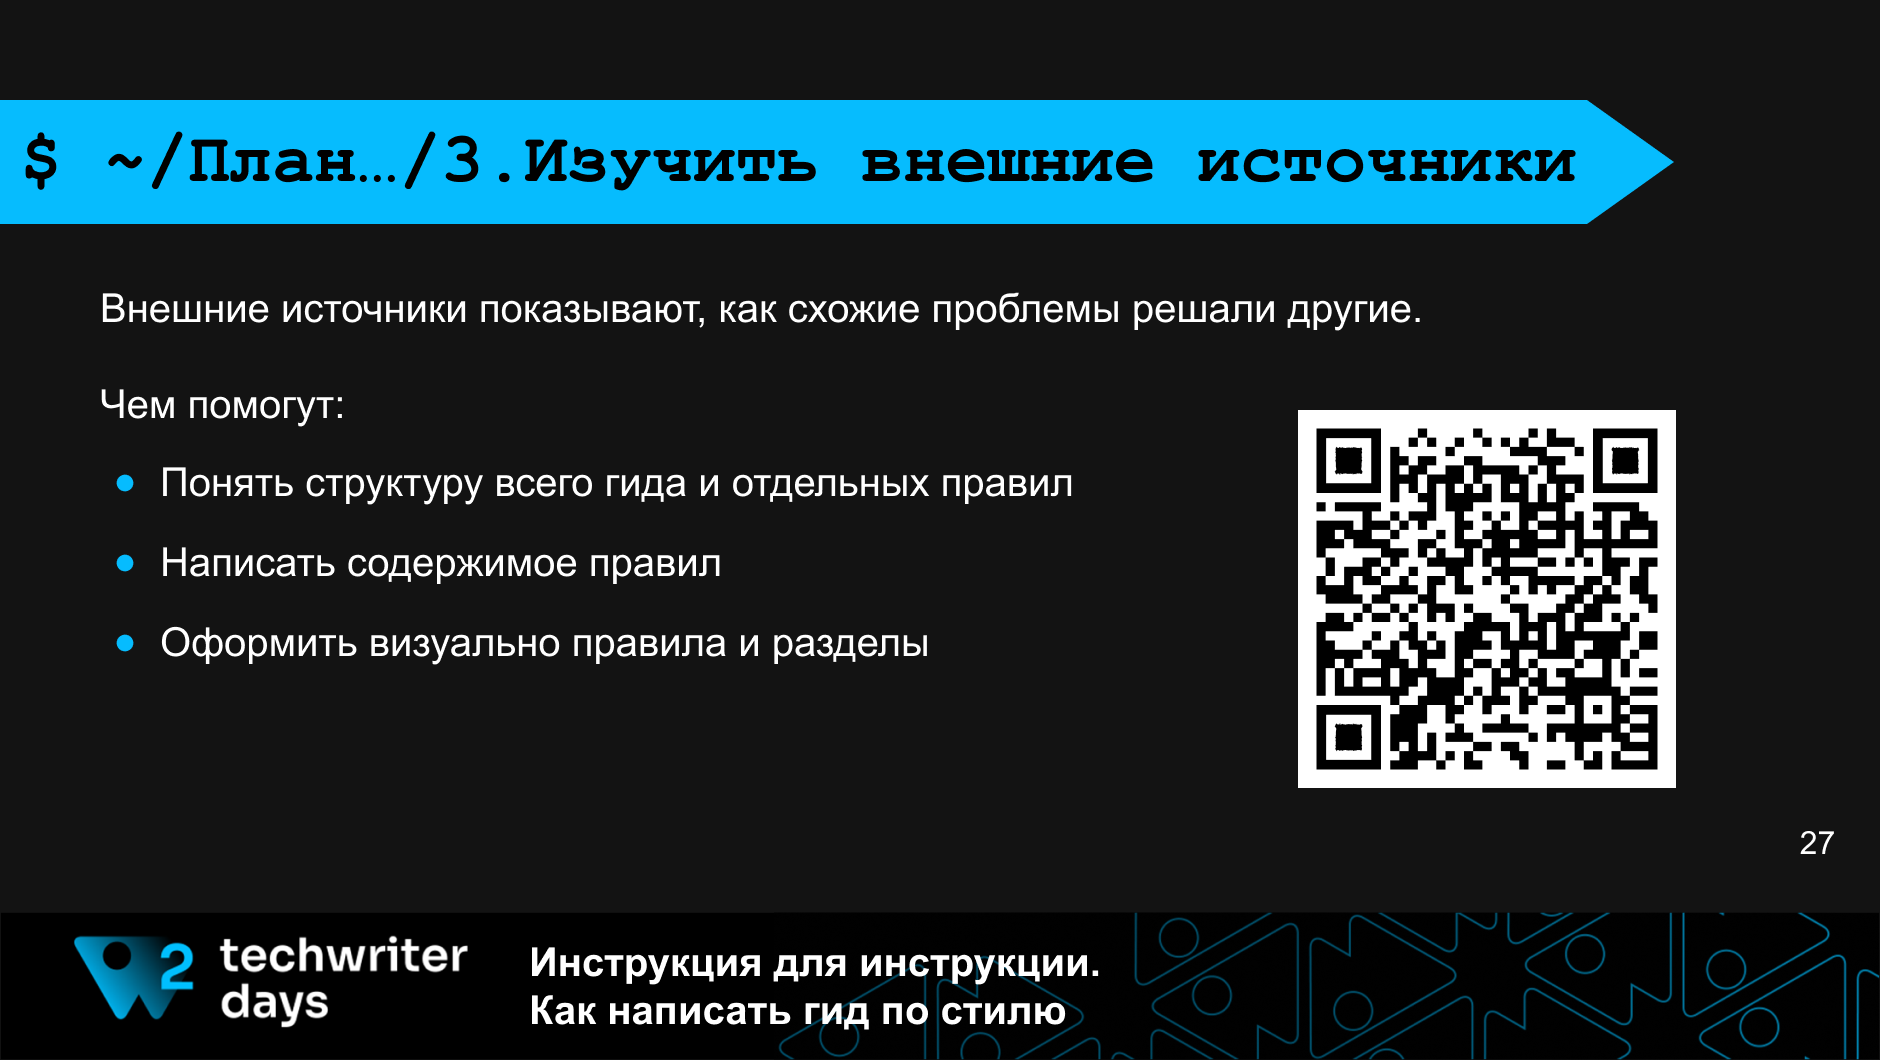 $ ~/План…/3.Изучить внешние источники
Внешние источники показывают, как схожие проблемы решали другие.
Чем помогут:
● Понять структуру всего гида и отдельных правил
● Написать содержимое правил
● Оформить визуально правила и разделы
27
2 techwriter
days
Инструкция для инструкции.
Как написать гид по стилю